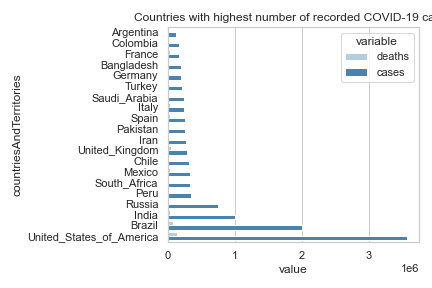 Countries with highest number of recorded COVID-19 ca
Argentina
Colombia
France
Bangladesh
Germany
Turkey
Saudi_Arabia
Italy
Spain
Pakistan
Iran
United_Kingdom
Chile
Mexico
South_Africa
Peru
Russia
India
Brazil
United_States_of_America
countriesAndTerritories
variable
deaths
cases
0 1 2 3
value
1e6